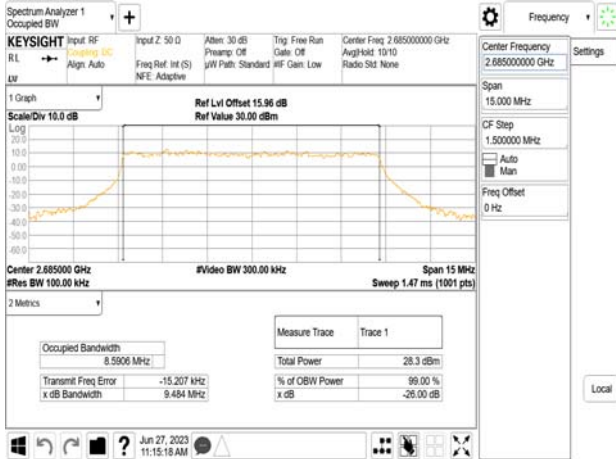 Spectrum Analyzer 1
Occupied BW
+
Frequency
KEYSIGHT
RL
Input: RF
Coupling: DC
Align: Auto
Input Z: 50 Ω
Freq Ref: Int (S)
NFE: Adaptive
Atten: 30 dB
Preamp: Off
µW Path: Standard
Trig: Free Run
Gate: Off
#IF Gain: Low
Center Freq: 2.685000000 GHz
Avg|Hold: 10/10
Radio Std: None
Center Frequency
2.685000000 GHz
Settings
Span
15.000 MHz
CF Step
1.500000 MHz
Auto
Man
Freq Offset
0 Hz
Local
1 Graph
Scale/Div 10.0 dB
Ref Lvl Offset 15.96 dB
Ref Value 30.00 dBm
Log
20.0
10.0
0.00
-10.0
-20.0
-30.0
-40.0
-50.0
-60.0
Center 2.685000 GHz
#Res BW 100.00 kHz
#Video BW 300.00 kHz
Span 15 MHz
Sweep 1.47 ms (1001 pts)
2 Metrics
Measure Trace
Trace 1
Occupied Bandwidth
8.5906 MHz
Total Power
28.3 dBm
Transmit Freq Error
-15.207 kHz
% of OBW Power
99.00 %
x dB Bandwidth
9.484 MHz
x dB
-26.00 dB
?
Jun 27, 2023
11:15:18 AM